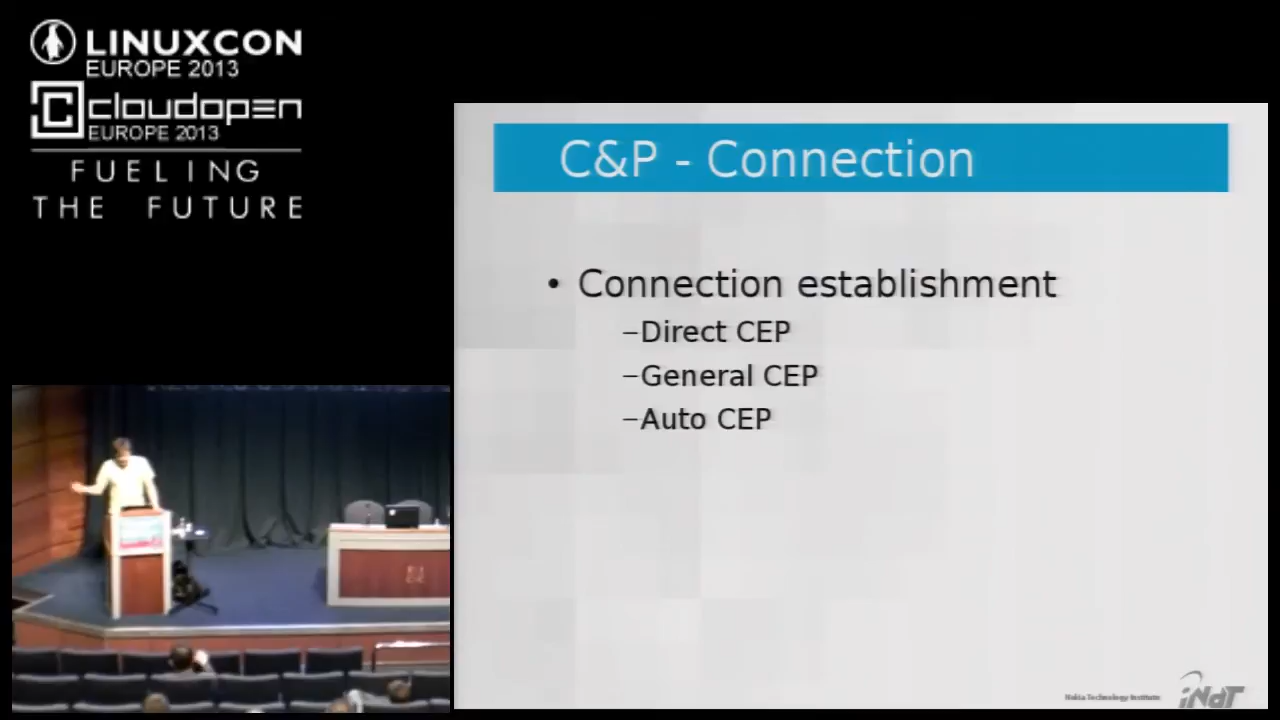 LINUXCON
EUROPE 2013
cloudopen
EUROPE 2013
FUELING
THE FUTURE
C&P - Connection
• Connection establishment
–Direct CEP
–General CEP
–Auto CEP
Nokia Technology Institute
iNdT